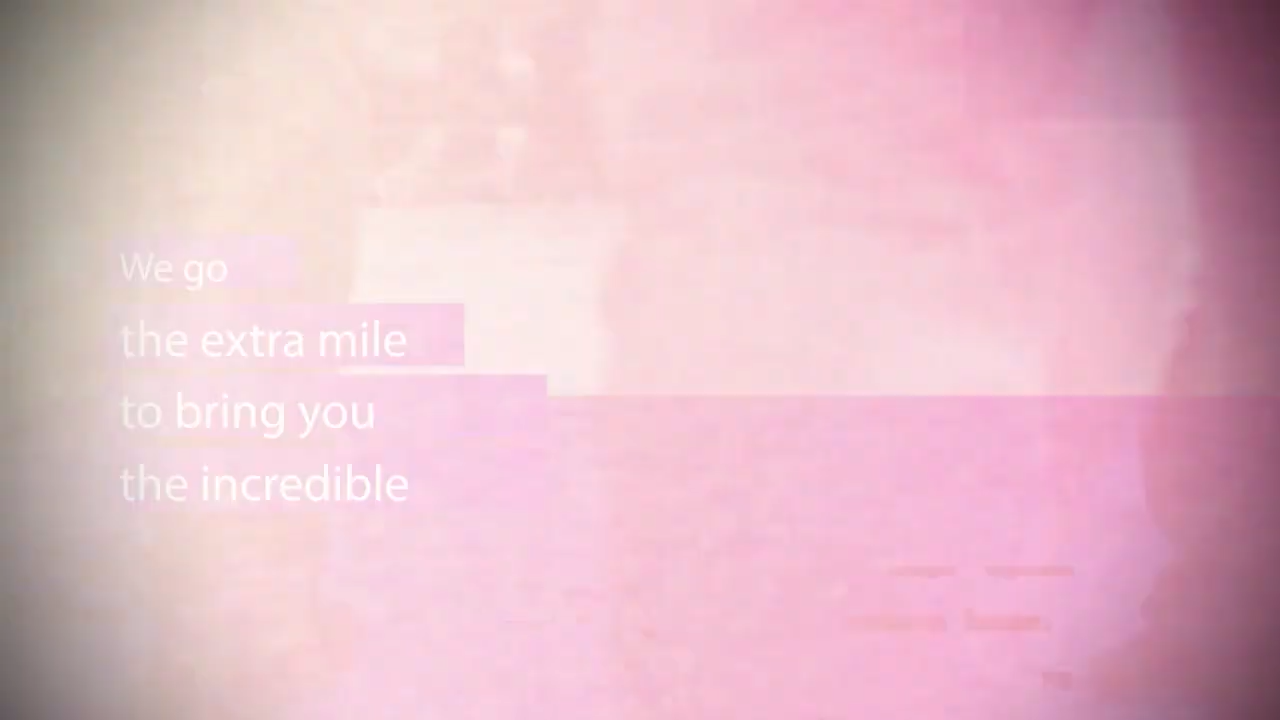 We go
the extra mile
to bring you
the incredible